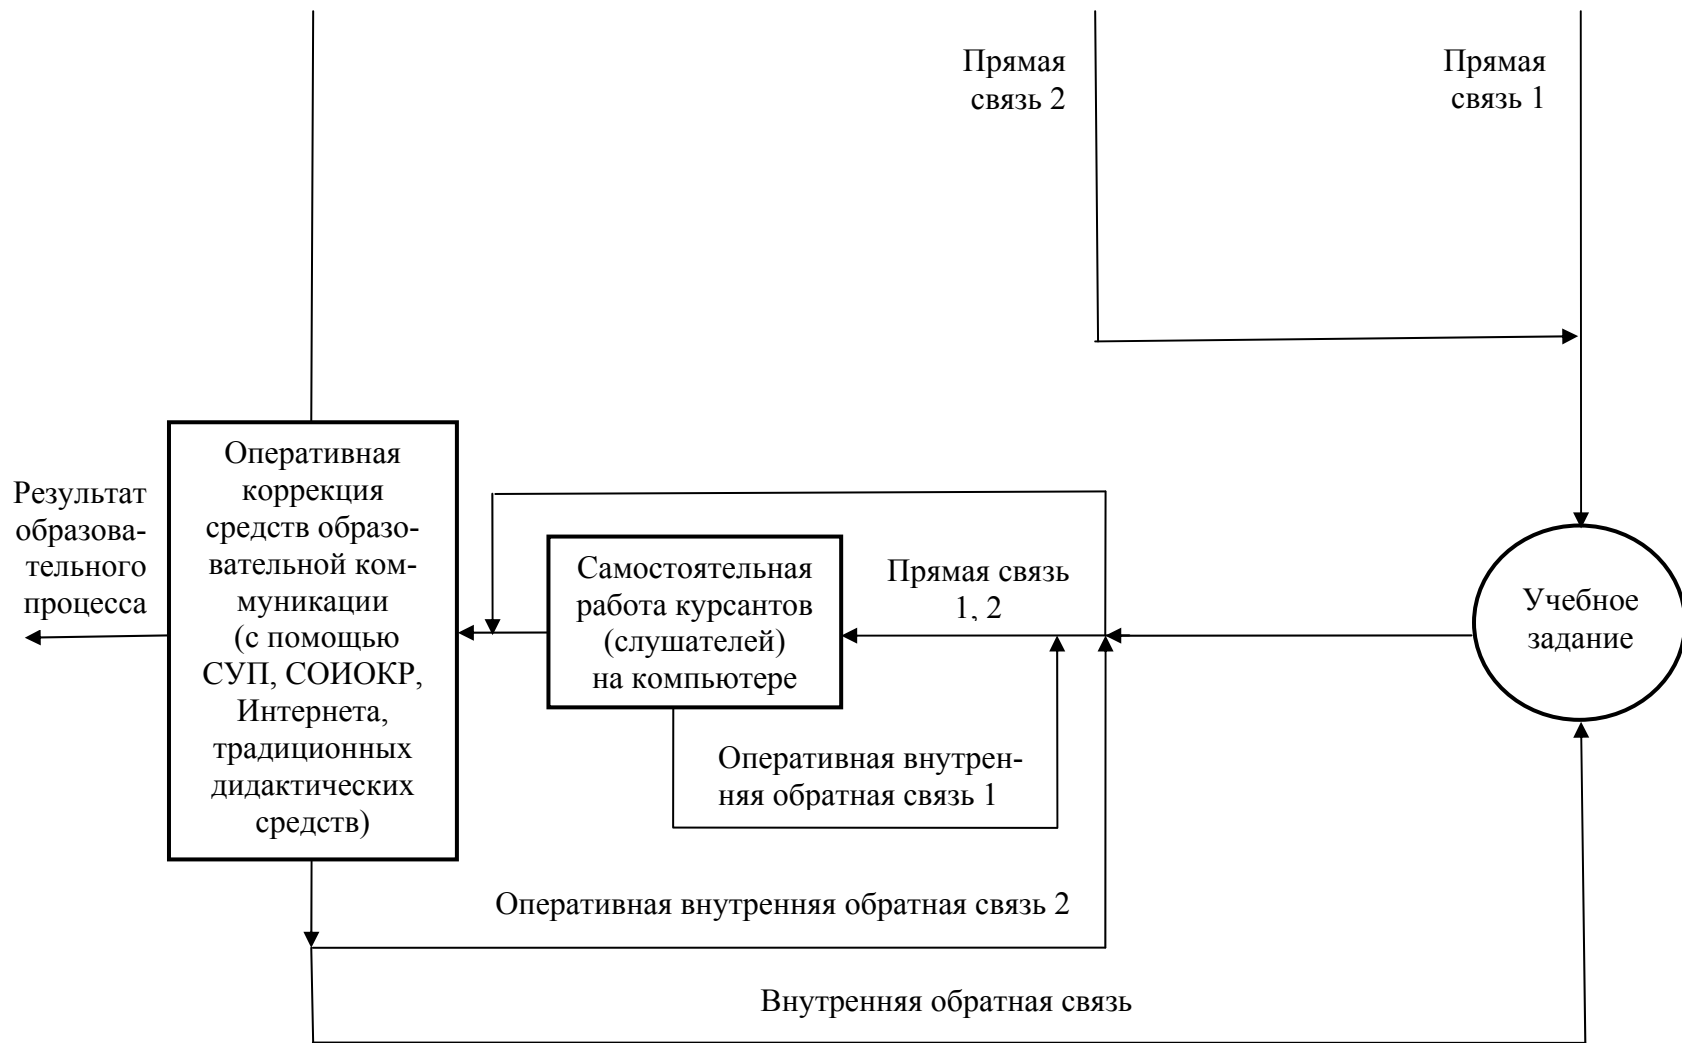 Прямая
связь 2
Прямая
связь 1
Результат
образова-
тельного
процесса
Оперативная
коррекция
средств образо-
вательной ком-
муникации
(с помощью
СУП, СОИОКР,
Интернета,
традиционных
дидактических
средств)
Самостоятельная
работа курсантов
(слушателей)
на компьютере
Прямая связь
1, 2
Учебное
задание
Оперативная внутрен-
няя обратная связь 1
Оперативная внутренняя обратная связь 2
Внутренняя обратная связь